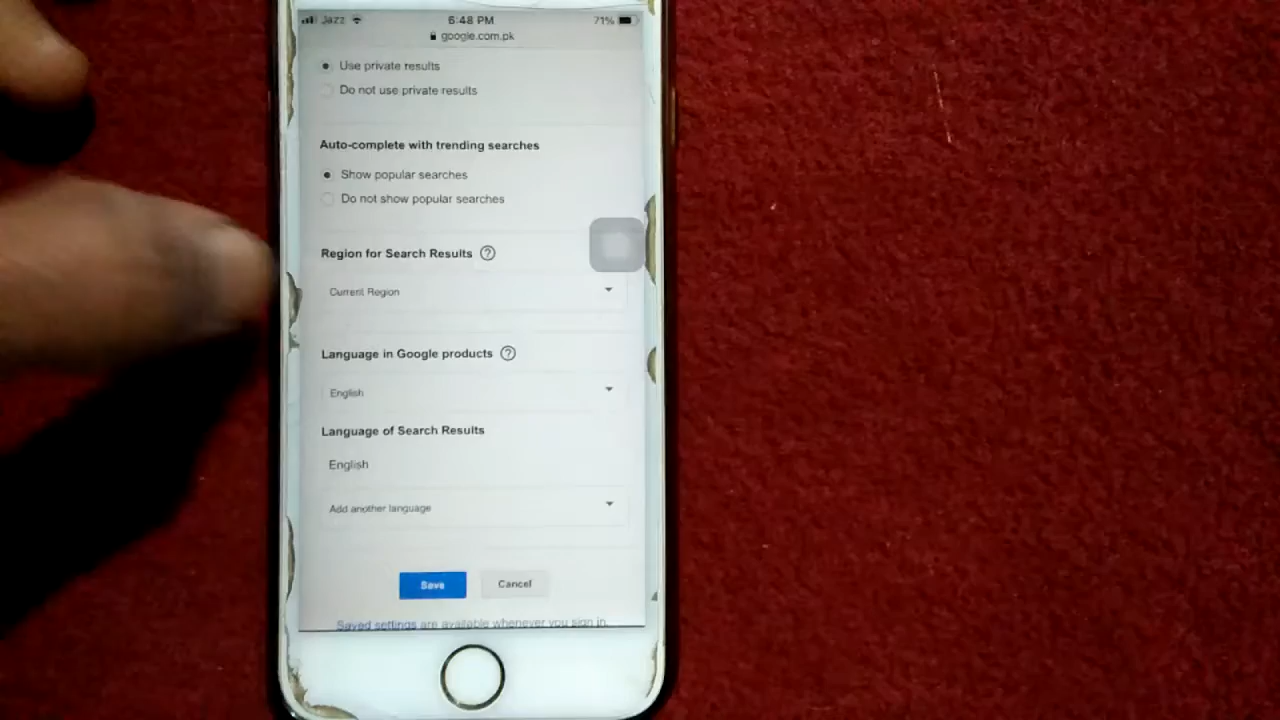 Jazz 6:48 PM 71%
google.com.pk
Use private results
Do not use private results
Auto-complete with trending searches
Show popular searches
Do not show popular searches
Region for Search Results ?
Current Region
Language in Google products ?
English
Language of Search Results
English
Add another language
Save Cancel
Saved settings are available whenever you sign in.